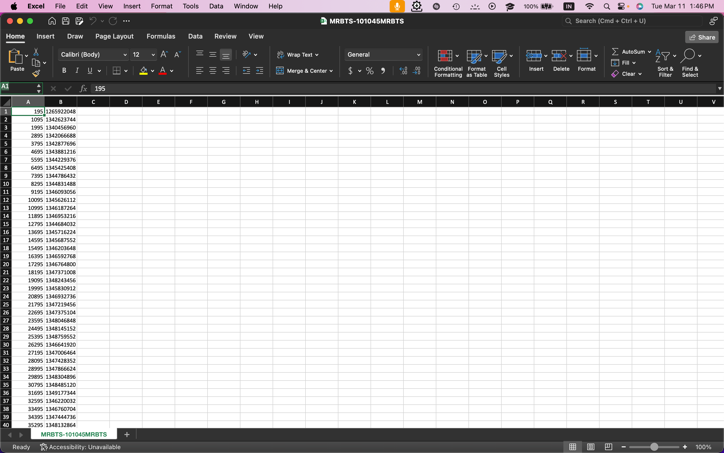 Excel File Edit View Insert Format Tools Data Window Help 100% IN Tue Mar 11 1:46 PM
MRBTS-101045MRBTS Search (Cmd + Ctrl + U)
Home Insert Draw Page Layout Formulas Data Review View Share
Paste Calibri (Body) 12 Wrap Text General Conditional Formatting Format as Table Cell Styles Insert Delete Format AutoSum Sort & Filter Find & Select
B I U Merge & Center $ % Fill
Clear
A1 fx 195
A B C D E F G H I J K L M N O P Q R S T U V
1 195 1265922048
2 1095 1342623744
3 1995 1340456960
4 2895 1342066688
5 3795 1342877696
6 4695 1343881216
7 5595 1344229376
8 6495 1345425408
9 7395 1344786432
10 8295 1344831488
11 9195 1346093056
12 10095 1345626112
13 10995 1346187264
14 11895 1346953216
15 12795 1344684032
16 13695 1345716224
17 14595 1345687552
18 15495 1346203648
19 16395 1346592768
20 17295 1346764800
21 18195 1347371008
22 19095 1348243456
23 19995 1345830912
24 20895 1346932736
25 21795 1347219456
26 22695 1347375104
27 23595 1348046848
28 24495 1348145152
29 25395 1348759552
30 26295 1346641920
31 27195 1347006464
32 28095 1347428352
33 28995 1347866624
34 29895 1348304896
35 30795 1348485120
36 31695 1349177344
37 32595 1346220032
38 33495 1346760704
39 34395 1347444736
40 35295 1348132864
MRBTS-101045MRBTS +
Ready Accessibility: Unavailable 100%